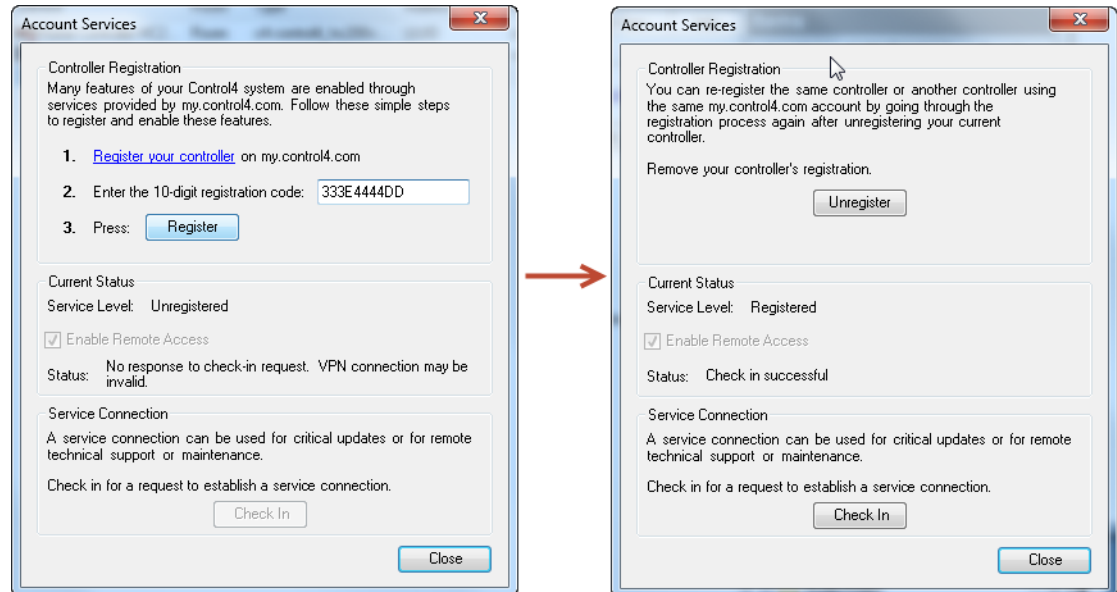 Account Services
Controller Registration
Many features of your Control4 system are enabled through
services provided by my.control4.com. Follow these simple steps
to register and enable these features.
1. Register your controller on my.control4.com
2. Enter the 10-digit registration code: 333E4444DD
3. Press: Register
Current Status
Service Level: Unregistered
Enable Remote Access
Status: No response to check-in request. VPN connection may be
invalid.
Service Connection
A service connection can be used for critical updates or for remote
technical support or maintenance.
Check in for a request to establish a service connection.
Check In
Close
Account Services
Controller Registration
You can re-register the same controller or another controller using
the same my.control4.com account by going through the
registration process again after unregistering your current
controller.
Remove your controller's registration.
Unregister
Current Status
Service Level: Registered
Enable Remote Access
Status: Check in successful
Service Connection
A service connection can be used for critical updates or for remote
technical support or maintenance.
Check in for a request to establish a service connection.
Check In
Close